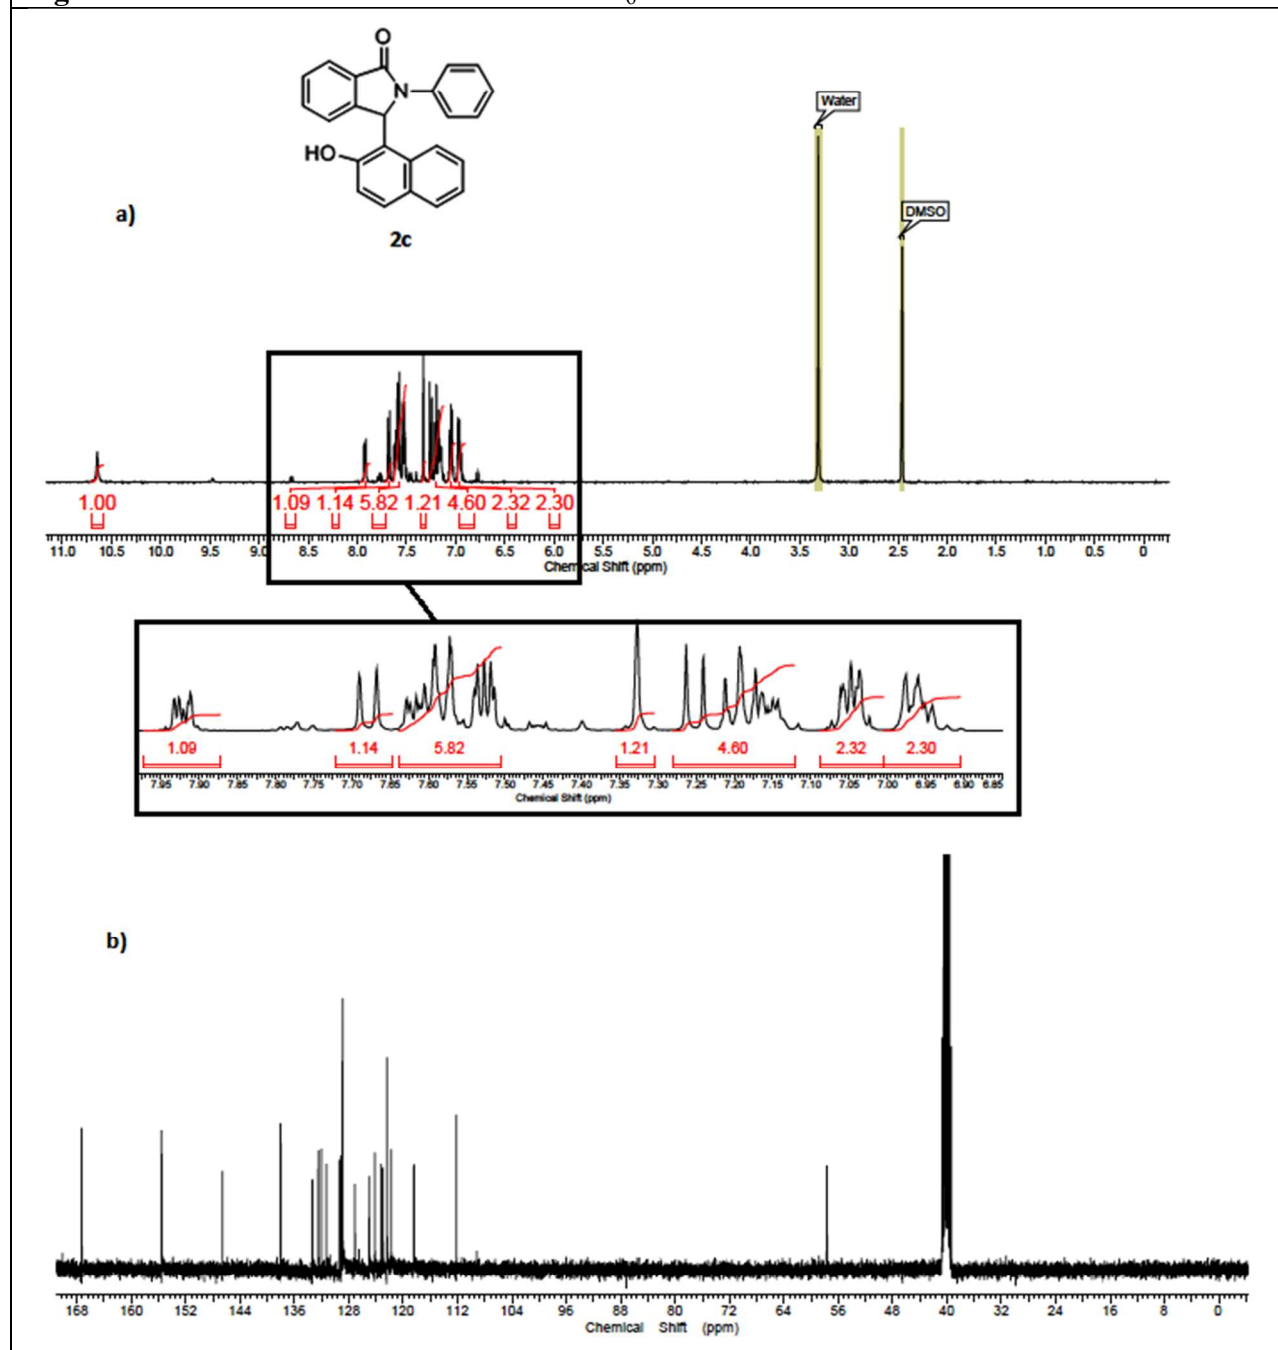 O
N
HO
2c
a)
Water
DMSO
1.00
1.09 1.14 5.82 1.21 4.60 2.32 2.30
11.0 10.5 10.0 9.5 9.0 8.5 8.0 7.5 7.0 6.5 6.0 5.5 5.0 4.5 4.0 3.5 3.0 2.5 2.0 1.5 1.0 0.5 0
Chemical Shift (ppm)
1.09 1.14 5.82 1.21 4.60 2.32 2.30
7.95 7.90 7.85 7.80 7.75 7.70 7.65 7.60 7.55 7.50 7.45 7.40 7.35 7.30 7.25 7.20 7.15 7.10 7.05 7.00 6.95 6.90 6.85
Chemical Shift (ppm)
b)
168 160 152 144 136 128 120 112 104 96 88 80 72 64 56 48 40 32 24 16 8 0
Chemical Shift (ppm)